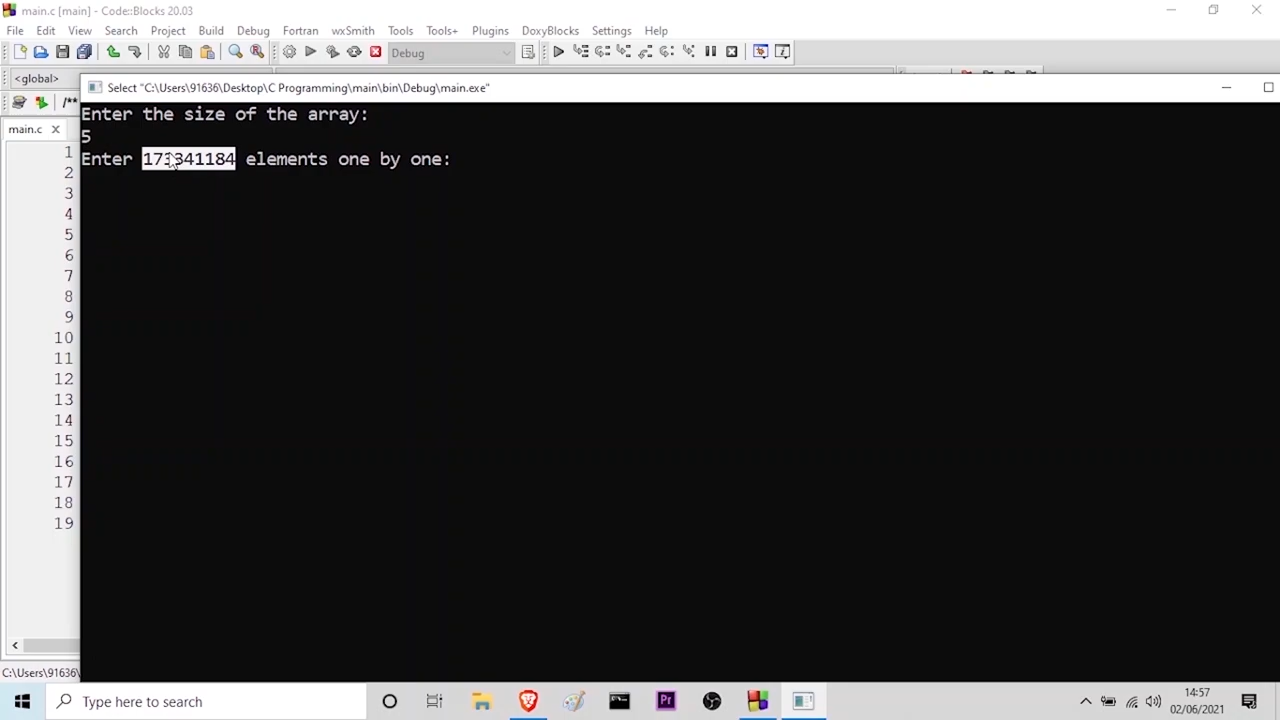 main.c [main] - Code::Blocks 20.03
File Edit View Search Project Build Debug Fortran wxSmith Tools Tools+ Plugins DoxyBlocks Settings Help
Debug
<global>
Select "C:\Users\91636\Desktop\C Programming\main\bin\Debug\main.exe"
/**
main.c
Enter the size of the array:
5
Enter 173341184 elements one by one:
1
2
3
4
5
6
7
8
9
10
11
12
13
14
15
16
17
18
19
C:\Users\91636\
Type here to search
Pr
14:57
02/06/2021